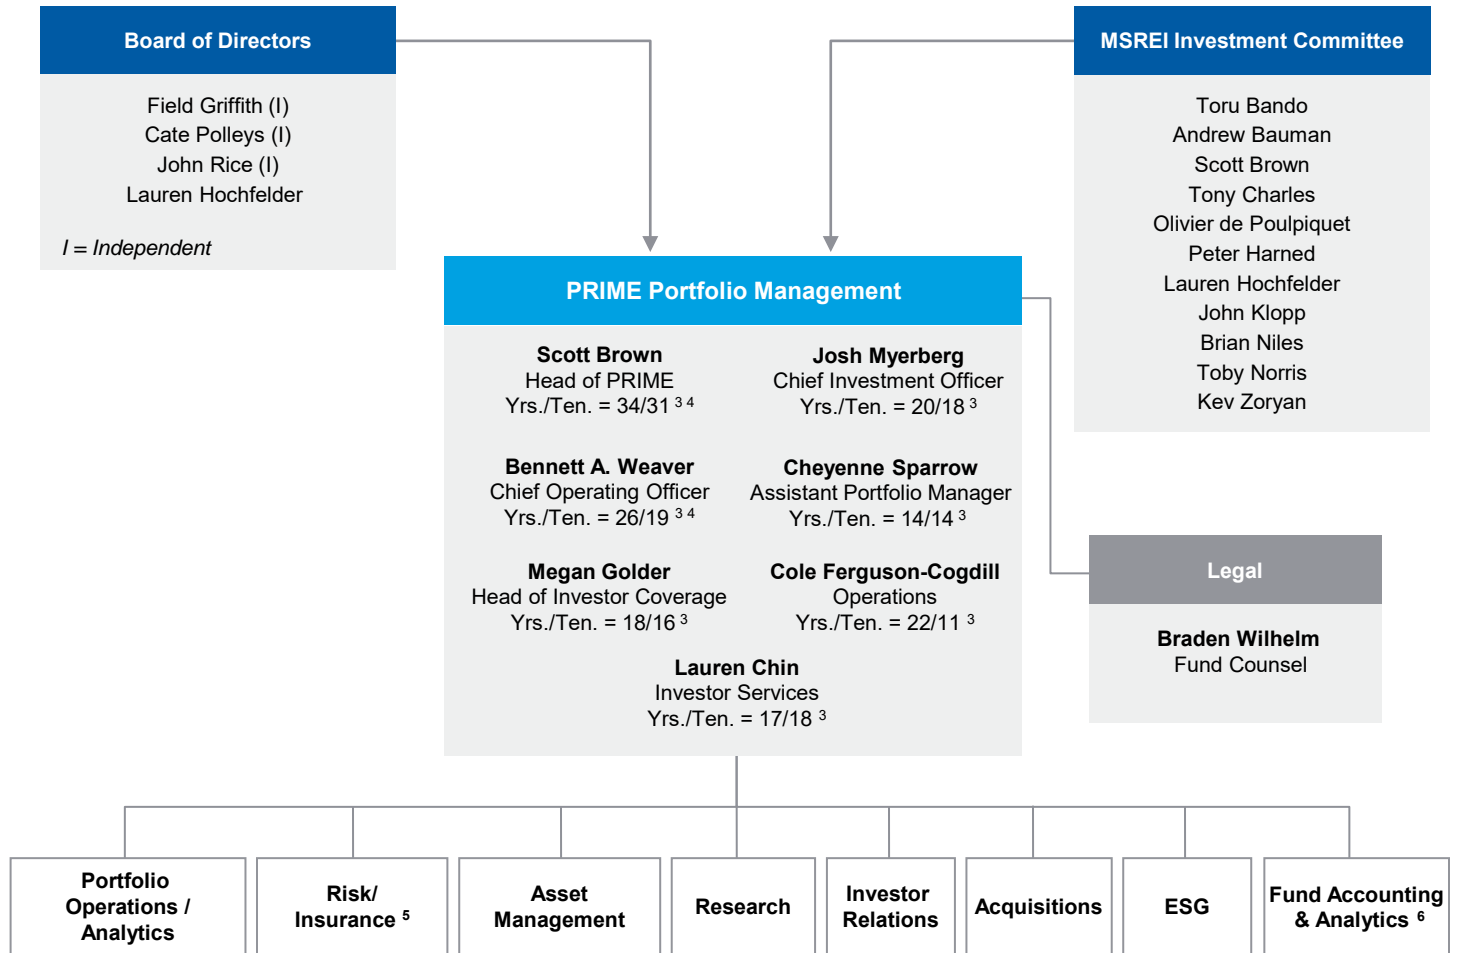 Board of Directors
Field Griffith (I)
Cate Polleys (I)
John Rice (I)
Lauren Hochfelder
I = Independent
MSREI Investment Committee
Toru Bando
Andrew Bauman
Scott Brown
Tony Charles
Olivier de Poulpiquet
Peter Harned
Lauren Hochfelder
John Klopp
Brian Niles
Toby Norris
Kev Zoryan
PRIME Portfolio Management
Scott Brown
Head of PRIME
Yrs./Ten. = 34/31 3 4
Josh Myerberg
Chief Investment Officer
Yrs./Ten. = 20/18 3
Bennett A. Weaver
Chief Operating Officer
Yrs./Ten. = 26/19 3 4
Cheyenne Sparrow
Assistant Portfolio Manager
Yrs./Ten. = 14/14 3
Megan Golder
Head of Investor Coverage
Yrs./Ten. = 18/16 3
Cole Ferguson-Cogdill
Operations
Yrs./Ten. = 22/11 3
Lauren Chin
Investor Services
Yrs./Ten. = 17/18 3
Legal
Braden Wilhelm
Fund Counsel
Portfolio
Operations /
Analytics
Risk/
Insurance 5
Asset
Management
Research
Investor
Relations
Acquisitions
ESG
Fund Accounting
& Analytics 6